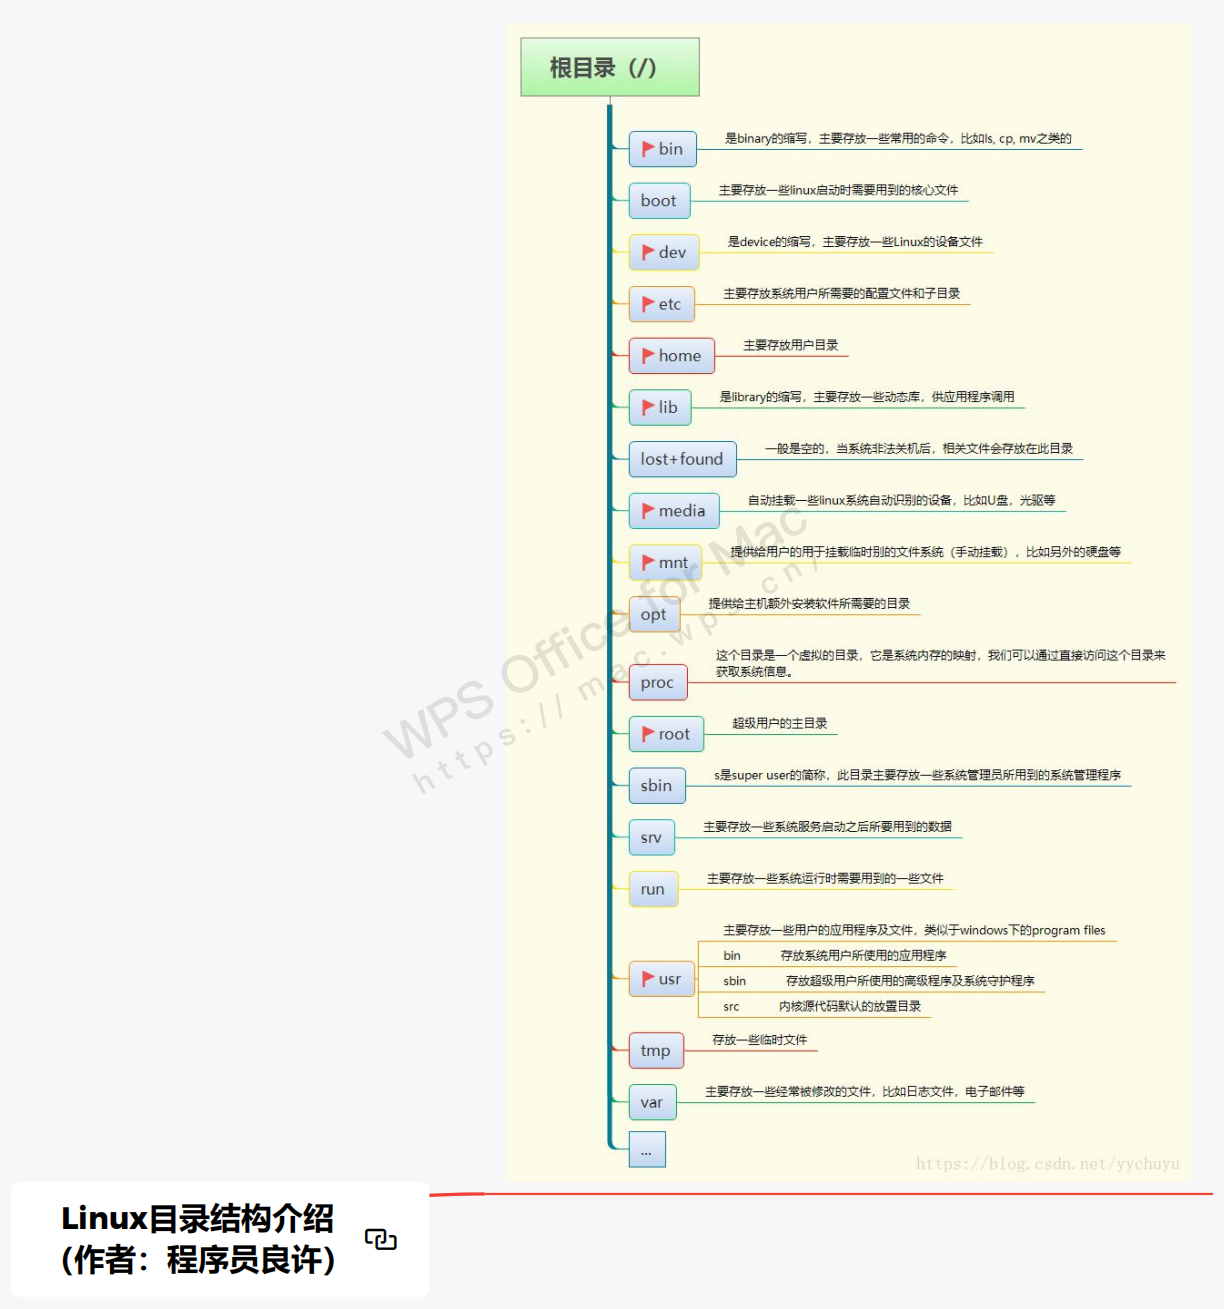 根目录（/）
bin
是binary的缩写，主要存放一些常用的命令，比如ls, cp, mv之类的
boot
主要存放一些linux启动时需要用到的核心文件
dev
是device的缩写，主要存放一些Linux的设备文件
etc
主要存放系统用户所需要的配置文件和子目录
home
主要存放用户目录
lib
是library的缩写，主要存放一些动态库，供应用程序调用
lost+found
一般是空的，当系统非法关机后，相关文件会存放在此目录
media
自动挂载一些linux系统自动识别的设备，比如U盘，光驱等
mnt
提供给用户的用于挂载临时别的文件系统（手动挂载），比如另外的硬盘等
opt
提供给主机额外安装软件所需要的目录
proc
这个目录是一个虚拟的目录，它是系统内存的映射，我们可以通过直接访问这个目录来
获取系统信息。
root
超级用户的主目录
sbin
s是super user的简称，此目录主要存放一些系统管理员所用到的系统管理程序
srv
主要存放一些系统服务启动之后所要用到的数据
run
主要存放一些系统运行时需要用到的一些文件
usr
主要存放一些用户的应用程序及文件，类似于windows下的program files
bin 存放系统用户所使用的应用程序
sbin 存放超级用户所使用的高级程序及系统守护程序
src 内核源代码默认的放置目录
tmp
存放一些临时文件
var
主要存放一些经常被修改的文件，比如日志文件，电子邮件等
...
WPS Office for Mac
https://mac.wps.cn/
https://blog.csdn.net/yychuyu
Linux目录结构介绍
(作者：程序员良许)